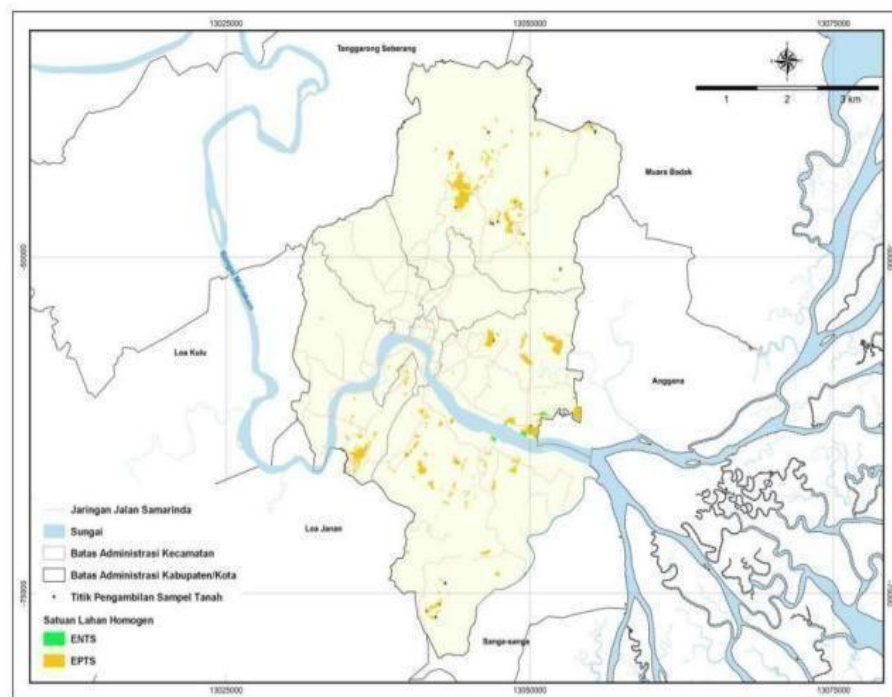 13025000 13050000 13075000
Tenggarong Seberang
1 2 3 km
Muara Badak
-50000
Loa Kulu
Anggana
Loa Janan
Jaringan Jalan Samarinda
Sungai
Batas Administrasi Kecamatan
Batas Administrasi Kabupaten/Kota
Titik Pengambilan Sampel Tanah
-75000
Satuan Lahan Homogen
ENTS
EPTS
Sanga-sanga
13025000 13050000 13075000